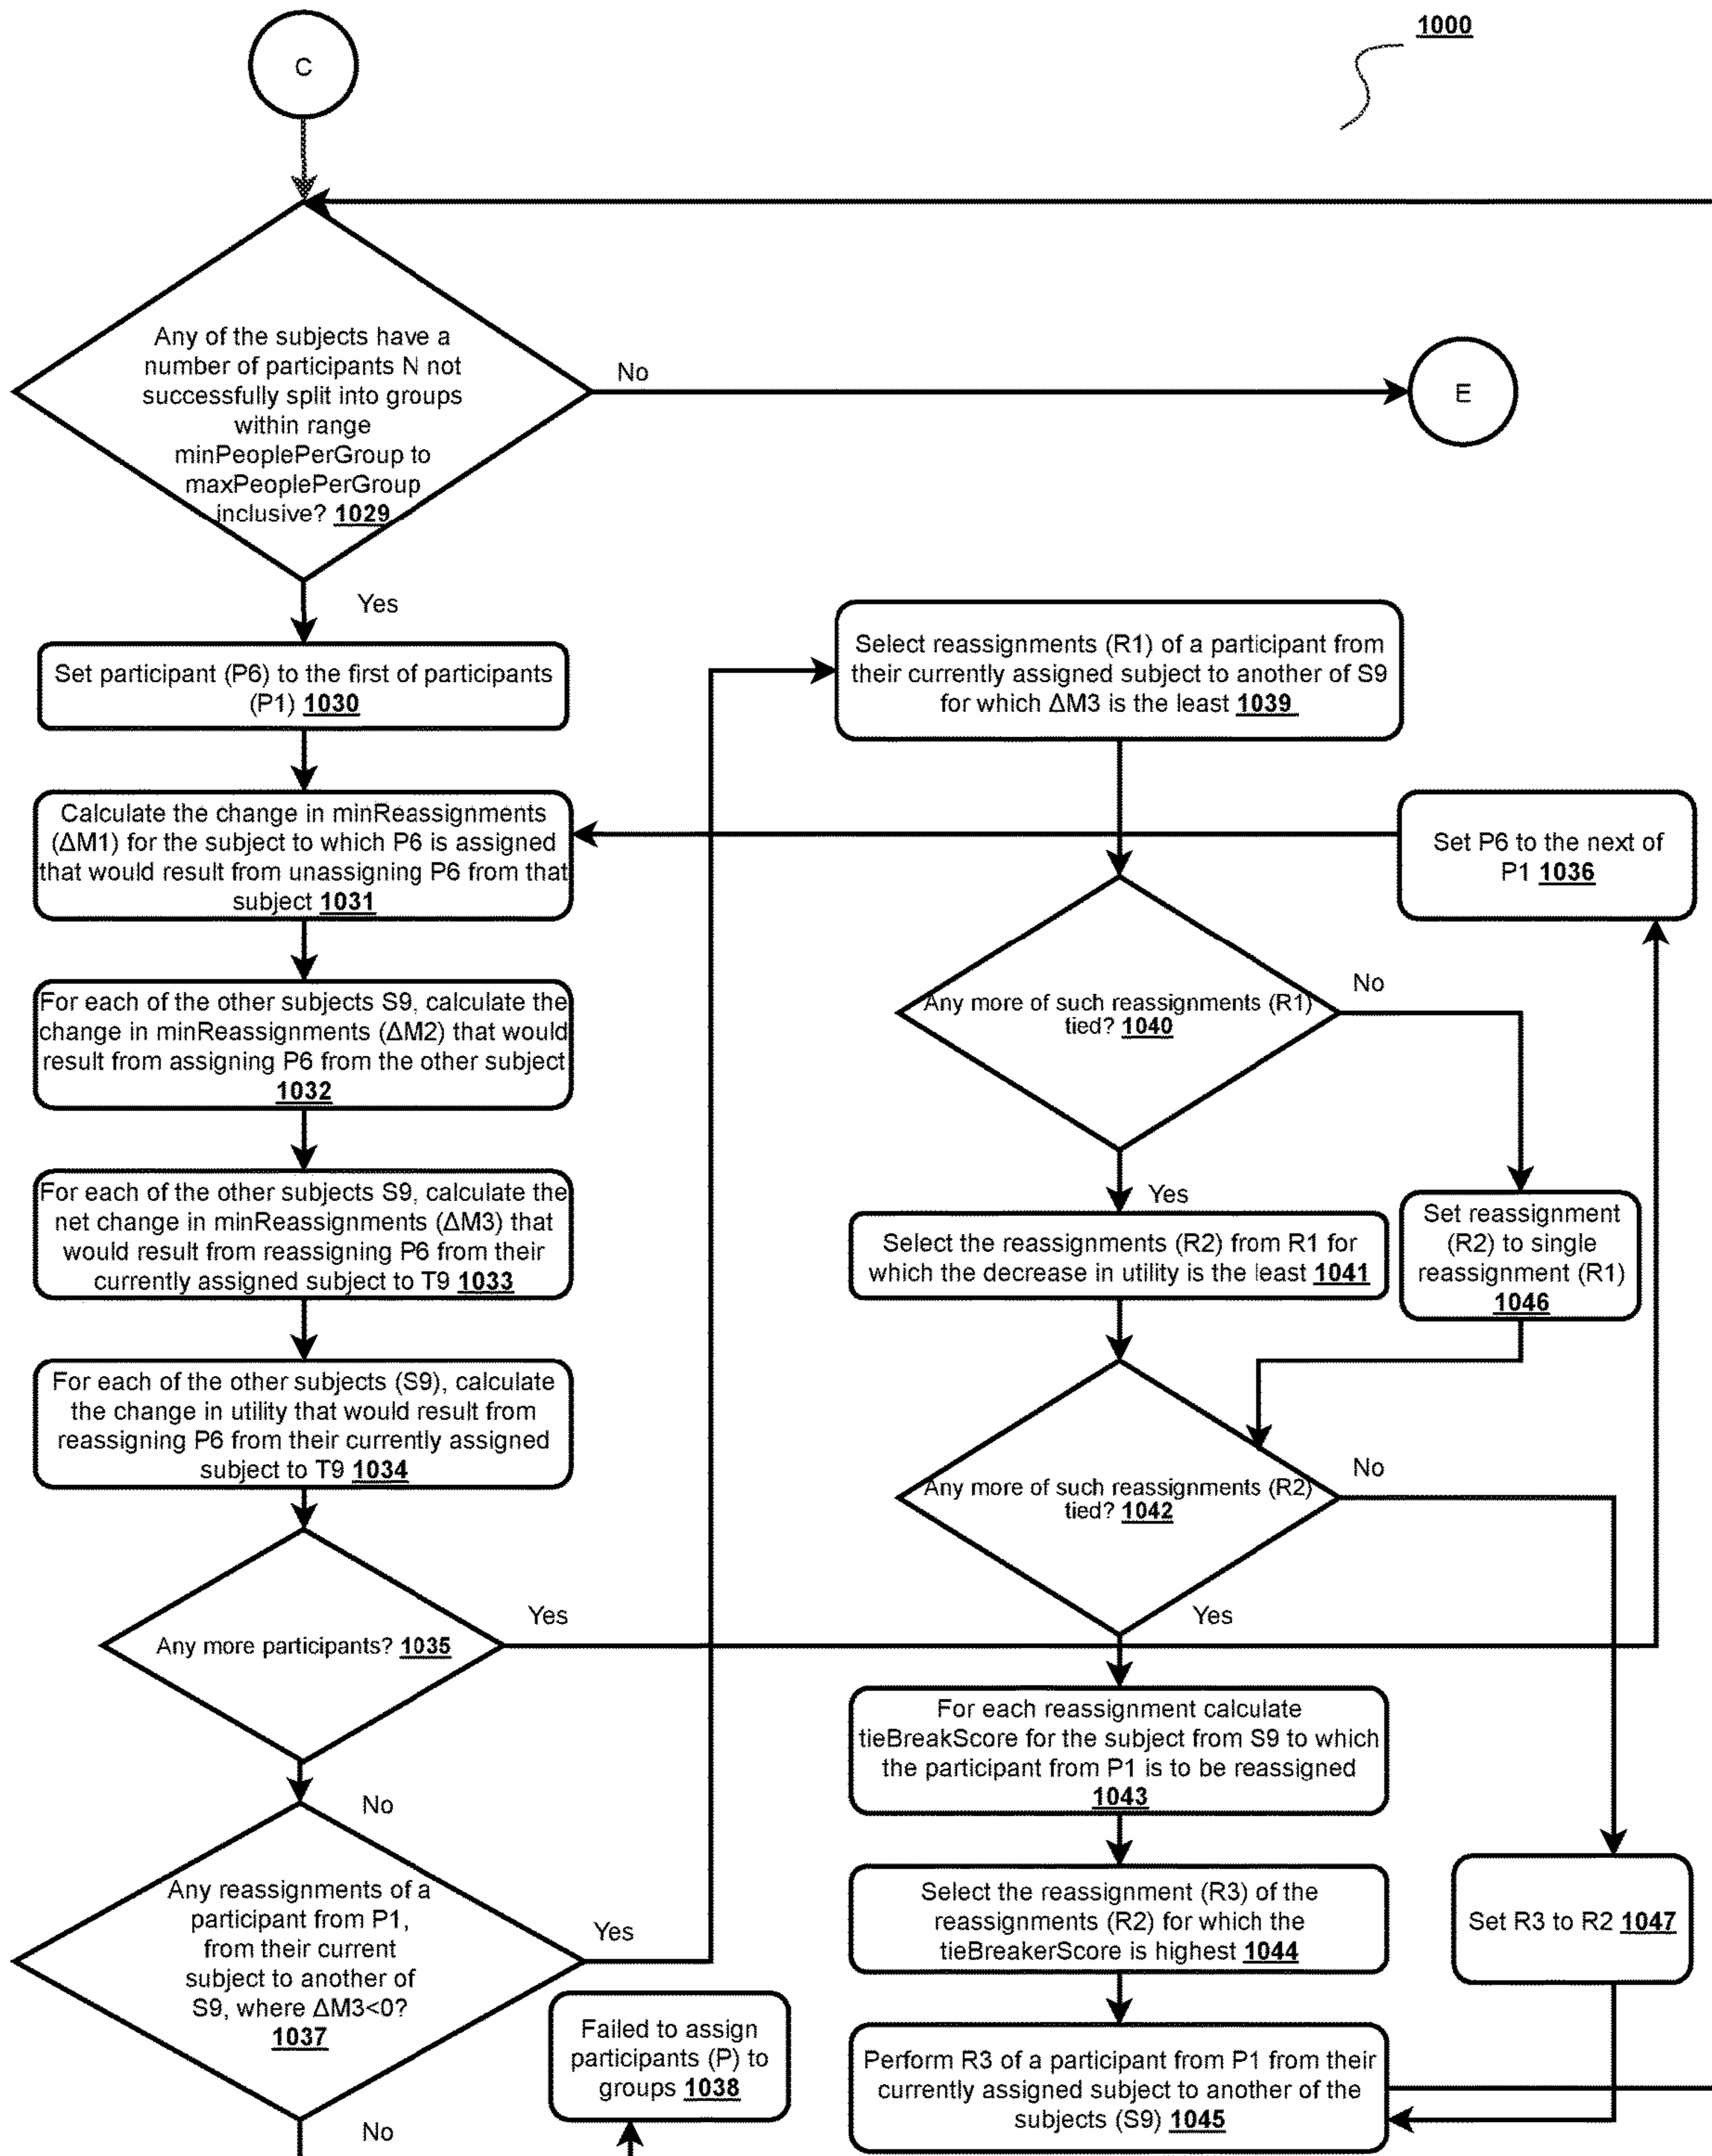 1000
C
Any of the subjects have a
number of participants N not
successfully split into groups
within range
minPeoplePerGroup to
maxPeoplePerGroup
inclusive? 1029
No
E
Yes
Set participant (P6) to the first of participants
(P1) 1030
Calculate the change in minReassignments
(ΔM1) for the subject to which P6 is assigned
that would result from unassigning P6 from that
subject 1031
For each of the other subjects S9, calculate the
change in minReassignments (ΔM2) that would
result from assigning P6 from the other subject
1032
For each of the other subjects S9, calculate the
net change in minReassignments (ΔM3) that
would result from reassigning P6 from their
currently assigned subject to T9 1033
For each of the other subjects (S9), calculate
the change in utility that would result from
reassigning P6 from their currently assigned
subject to T9 1034
Any more participants? 1035
Yes
No
Any reassignments of a
participant from P1,
from their current
subject to another of
S9, where ΔM3<0?
1037
Yes
No
Failed to assign
participants (P) to
groups 1038
Select reassignments (R1) of a participant from
their currently assigned subject to another of S9
for which ΔM3 is the least 1039
Set P6 to the next of
P1 1036
Any more of such reassignments (R1)
tied? 1040
No
Yes
Select the reassignments (R2) from R1 for
which the decrease in utility is the least 1041
Set reassignment
(R2) to single
reassignment (R1)
1046
Any more of such reassignments (R2)
tied? 1042
No
Yes
For each reassignment calculate
tieBreakScore for the subject from S9 to which
the participant from P1 is to be reassigned
1043
Select the reassignment (R3) of the
reassignments (R2) for which the
tieBreakerScore is highest 1044
Set R3 to R2 1047
Perform R3 of a participant from P1 from their
currently assigned subject to another of the
subjects (S9) 1045